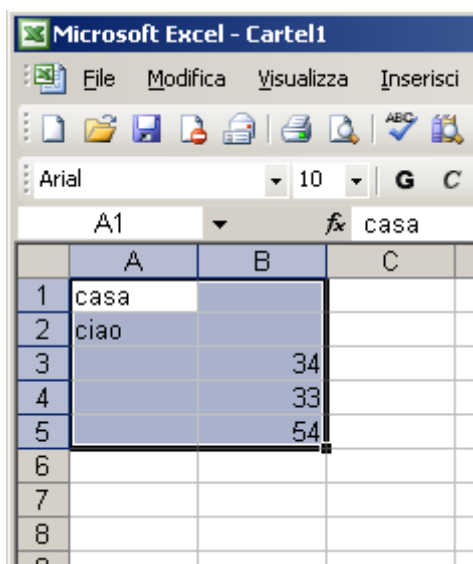 Microsoft Excel - Cartel1
File Modifica Visualizza Inserisci
ABC
Arial 10 G C
A1 fx casa
A B C
1 casa
2 ciao
3 34
4 33
5 54
6
7
8